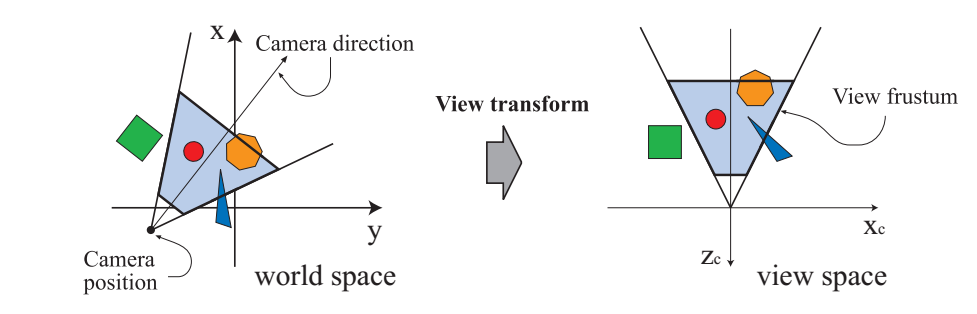 x
Camera direction
y
Camera
position
world space
View transform
View frustum
xc
zc
view space